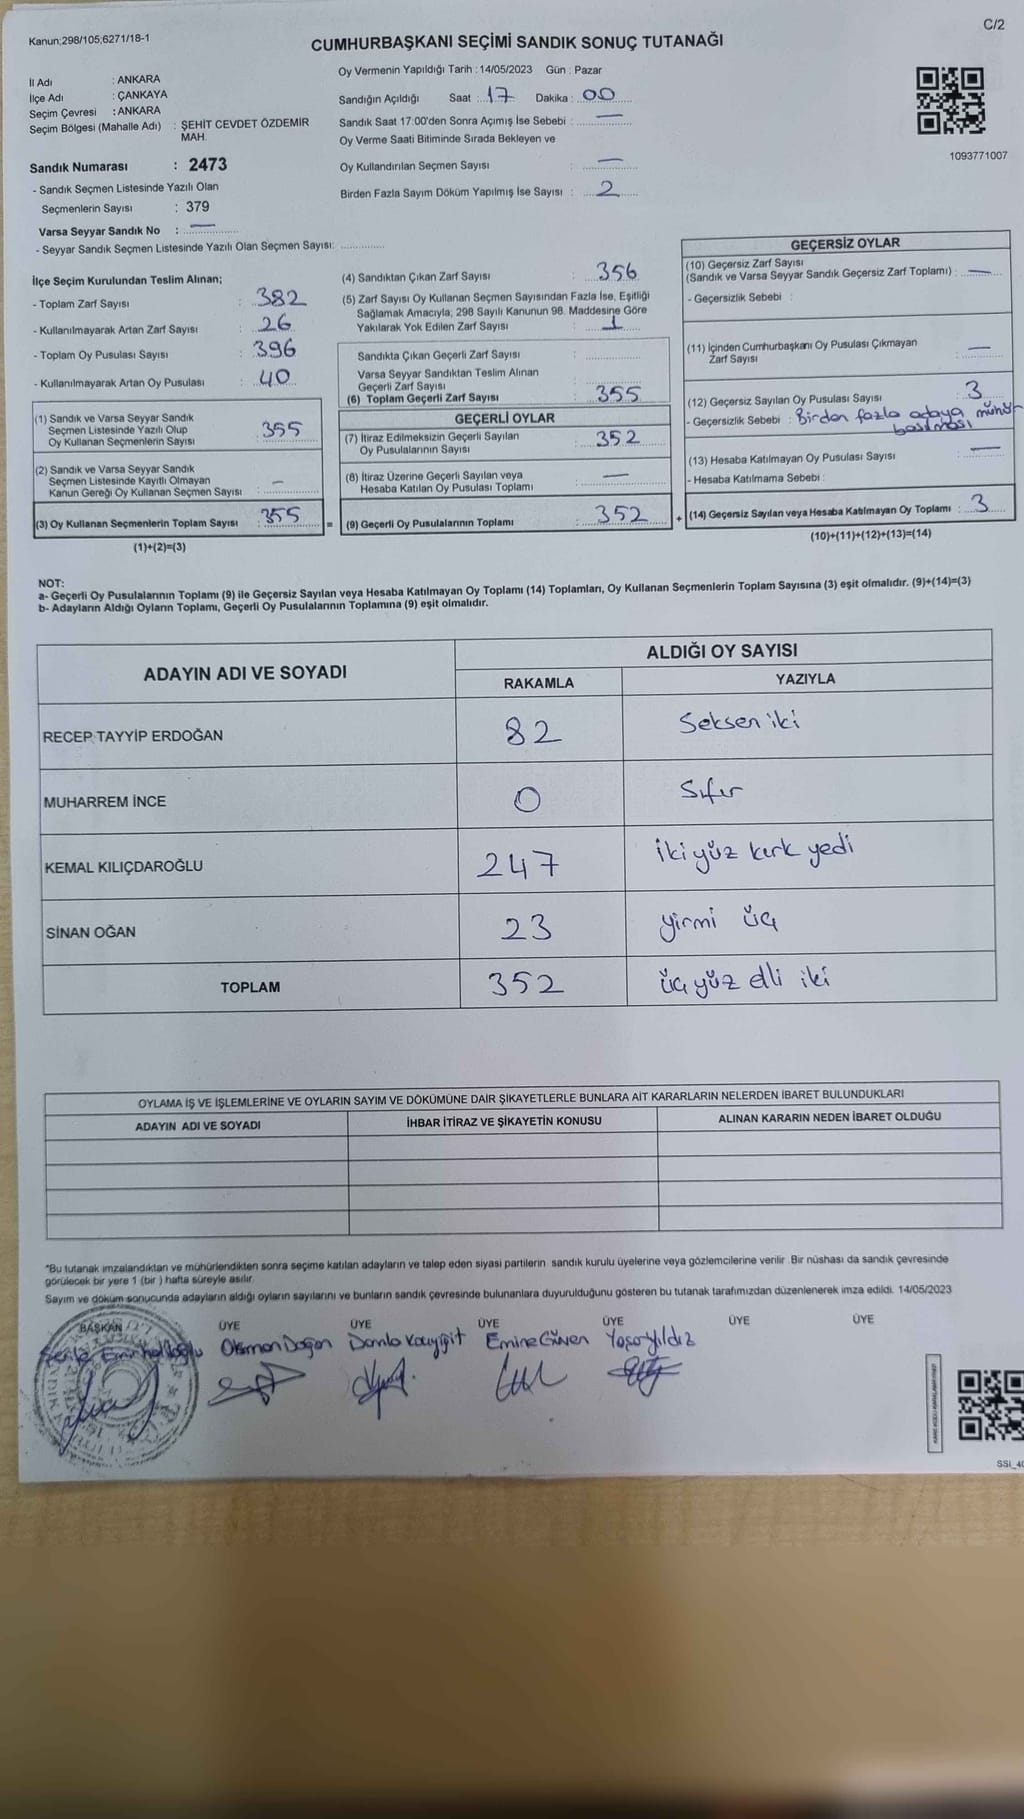 Kanun;298/105;6271/18-1
C/2
CUMHURBAŞKANI SEÇİMİ SANDIK SONUÇ TUTANAĞI
İl Adı : ANKARA
İlçe Adı : ÇANKAYA
Seçim Çevresi : ANKARA
Seçim Bölgesi (Mahalle Adı) : ŞEHİT CEVDET ÖZDEMİR MAH.
Sandık Numarası : 2473
- Sandık Seçmen Listesinde Yazılı Olan
Seçmenlerin Sayısı : 379
Varsa Seyyar Sandık No : —
- Seyyar Sandık Seçmen Listesinde Yazılı Olan Seçmen Sayısı: ..............
Oy Vermenin Yapıldığı Tarih : 14/05/2023 Gün : Pazar
Sandığın Açıldığı Saat : 17 Dakika : 00
Sandık Saat 17:00'den Sonra Açımış İse Sebebi : —
Oy Verme Saati Bitiminde Sırada Bekleyen ve
Oy Kullandırılan Seçmen Sayısı : —
Birden Fazla Sayım Döküm Yapılmış İse Sayısı : 2
1093771007
İlçe Seçim Kurulundan Teslim Alınan;
- Toplam Zarf Sayısı : 382
- Kullanılmayarak Artan Zarf Sayısı : 26
- Toplam Oy Pusulası Sayısı : 396
- Kullanılmayarak Artan Oy Pusulası : 40
(1) Sandık ve Varsa Seyyar Sandık
Seçmen Listesinde Yazılı Olup
Oy Kullanan Seçmenlerin Sayısı : 355
(2) Sandık ve Varsa Seyyar Sandık
Seçmen Listesinde Kayıtlı Olmayan
Kanun Gereği Oy Kullanan Seçmen Sayısı : —
(3) Oy Kullanan Seçmenlerin Toplam Sayısı : 355
(1)+(2)=(3)
(4) Sandıktan Çıkan Zarf Sayısı : 356
(5) Zarf Sayısı Oy Kullanan Seçmen Sayısından Fazla İse, Eşitliği
Sağlamak Amacıyla; 298 Sayılı Kanunun 98. Maddesine Göre
Yakılarak Yok Edilen Zarf Sayısı : 1
Sandıkta Çıkan Geçerli Zarf Sayısı :
Varsa Seyyar Sandıktan Teslim Alınan
Geçerli Zarf Sayısı :
(6) Toplam Geçerli Zarf Sayısı : 355
GEÇERLİ OYLAR
(7) İtiraz Edilmeksizin Geçerli Sayılan
Oy Pusulalarının Sayısı : 352
(8) İtiraz Üzerine Geçerli Sayılan veya
Hesaba Katılan Oy Pusulası Toplamı : —
= (9) Geçerli Oy Pusulalarının Toplamı : 352
GEÇERSİZ OYLAR
(10) Geçersiz Zarf Sayısı
(Sandık ve Varsa Seyyar Sandık Geçersiz Zarf Toplamı) : —
- Geçersizlik Sebebi :
(11) İçinden Cumhurbaşkanı Oy Pusulası Çıkmayan
Zarf Sayısı : —
(12) Geçersiz Sayılan Oy Pusulası Sayısı : 3
- Geçersizlik Sebebi : Birden fazla adaya mühür
basılması
(13) Hesaba Katılmayan Oy Pusulası Sayısı : —
- Hesaba Katılmama Sebebi :
+ (14) Geçersiz Sayılan veya Hesaba Katılmayan Oy Toplamı : 3
(10)+(11)+(12)+(13)=(14)
NOT:
a- Geçerli Oy Pusulalarının Toplamı (9) ile Geçersiz Sayılan veya Hesaba Katılmayan Oy Toplamı (14) Toplamları, Oy Kullanan Seçmenlerin Toplam Sayısına (3) eşit olmalıdır. (9)+(14)=(3)
b- Adayların Aldığı Oyların Toplamı, Geçerli Oy Pusulalarının Toplamına (9) eşit olmalıdır.
ADAYIN ADI VE SOYADI
ALDIĞI OY SAYISI
RAKAMLA YAZIYLA
RECEP TAYYİP ERDOĞAN 82 Seksen iki
MUHARREM İNCE 0 Sıfır
KEMAL KILIÇDAROĞLU 247 iki yüz kırk yedi
SİNAN OĞAN 23 yirmi üç
TOPLAM 352 üç yüz elli iki
OYLAMA İŞ VE İŞLEMLERİNE VE OYLARIN SAYIM VE DÖKÜMÜNE DAİR ŞİKAYETLERLE BUNLARA AİT KARARLARIN NELERDEN İBARET BULUNDUKLARI
ADAYIN ADI VE SOYADI İHBAR İTİRAZ VE ŞİKAYETİN KONUSU ALINAN KARARIN NEDEN İBARET OLDUĞU
*Bu tutanak imzalandıktan ve mühürlendikten sonra seçime katılan adayların ve talep eden siyasi partilerin sandık kurulu üyelerine veya gözlemcilerine verilir. Bir nüshası da sandık çevresinde
görülecek bir yere 1 (bir ) hafta süreyle asılır.
Sayım ve döküm sonucunda adayların aldığı oyların sayılarını ve bunların sandık çevresinde bulunanlara duyurulduğunu gösteren bu tutanak tarafımızdan düzenlenerek imza edildi. 14/05/2023
BAŞKAN ÜYE ÜYE ÜYE ÜYE ÜYE ÜYE
Osman Doğan Damla Kayyigit Emine Güven Yaşar Yıldız
SSI_40